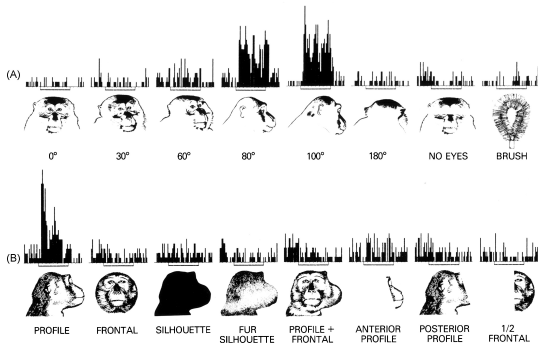 (A)
0° 30° 60° 80° 100° 180° NO EYES BRUSH
(B)
PROFILE FRONTAL SILHOUETTE FUR SILHOUETTE PROFILE + FRONTAL ANTERIOR PROFILE POSTERIOR PROFILE 1/2 FRONTAL